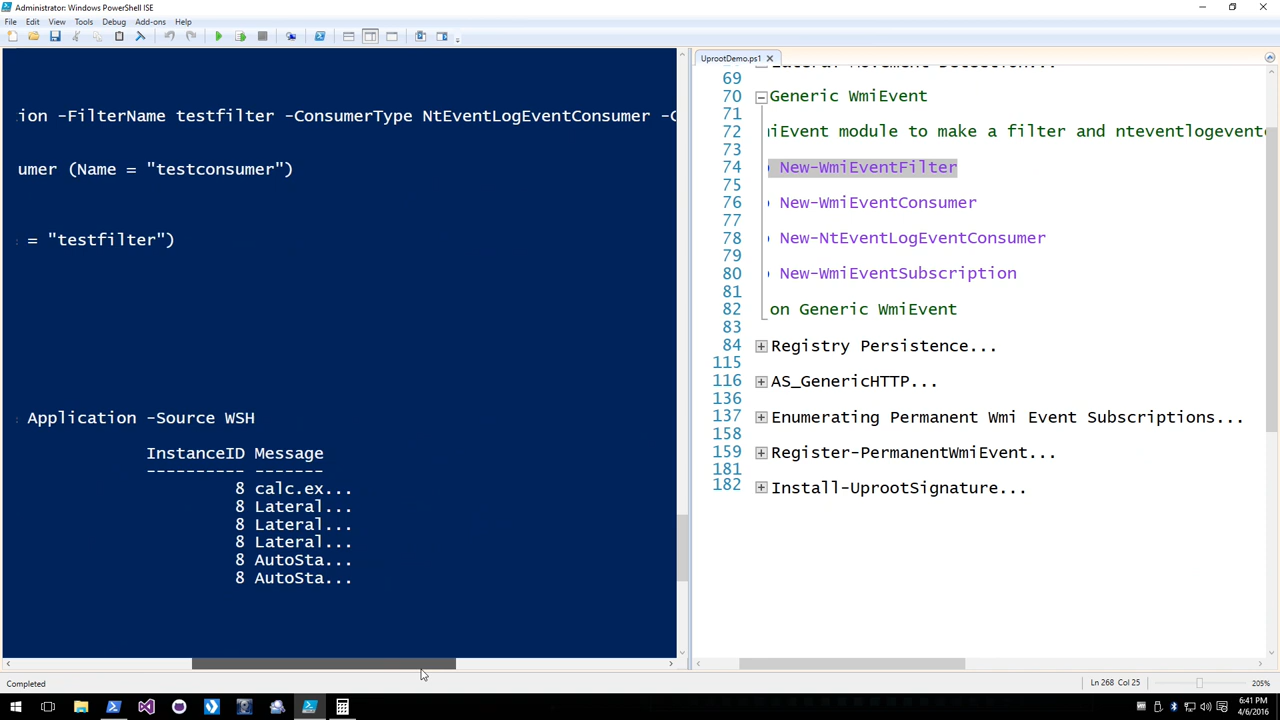 Administrator: Windows PowerShell ISE
File Edit View Tools Debug Add-ons Help
ion -FilterName testfilter -ConsumerType NtEventLogEventConsumer -C
umer (Name = "testconsumer")
= "testfilter")
Application -Source WSH
InstanceID Message
---------- -------
8 calc.ex...
8 Lateral...
8 Lateral...
8 Lateral...
8 AutoSta...
8 AutoSta...
UprootDemo.ps1
69
70 Generic WmiEvent
71
72 iEvent module to make a filter and nteventlogevent
73
74 New-WmiEventFilter
75
76 New-WmiEventConsumer
77
78 New-NtEventLogEventConsumer
79
80 New-WmiEventSubscription
81
82 on Generic WmiEvent
83
84 Registry Persistence...
115
116 AS_GenericHTTP...
136
137 Enumerating Permanent Wmi Event Subscriptions...
158
159 Register-PermanentWmiEvent...
181
182 Install-UprootSignature...
Completed
Ln 268 Col 25
205%
6:41 PM
4/6/2016